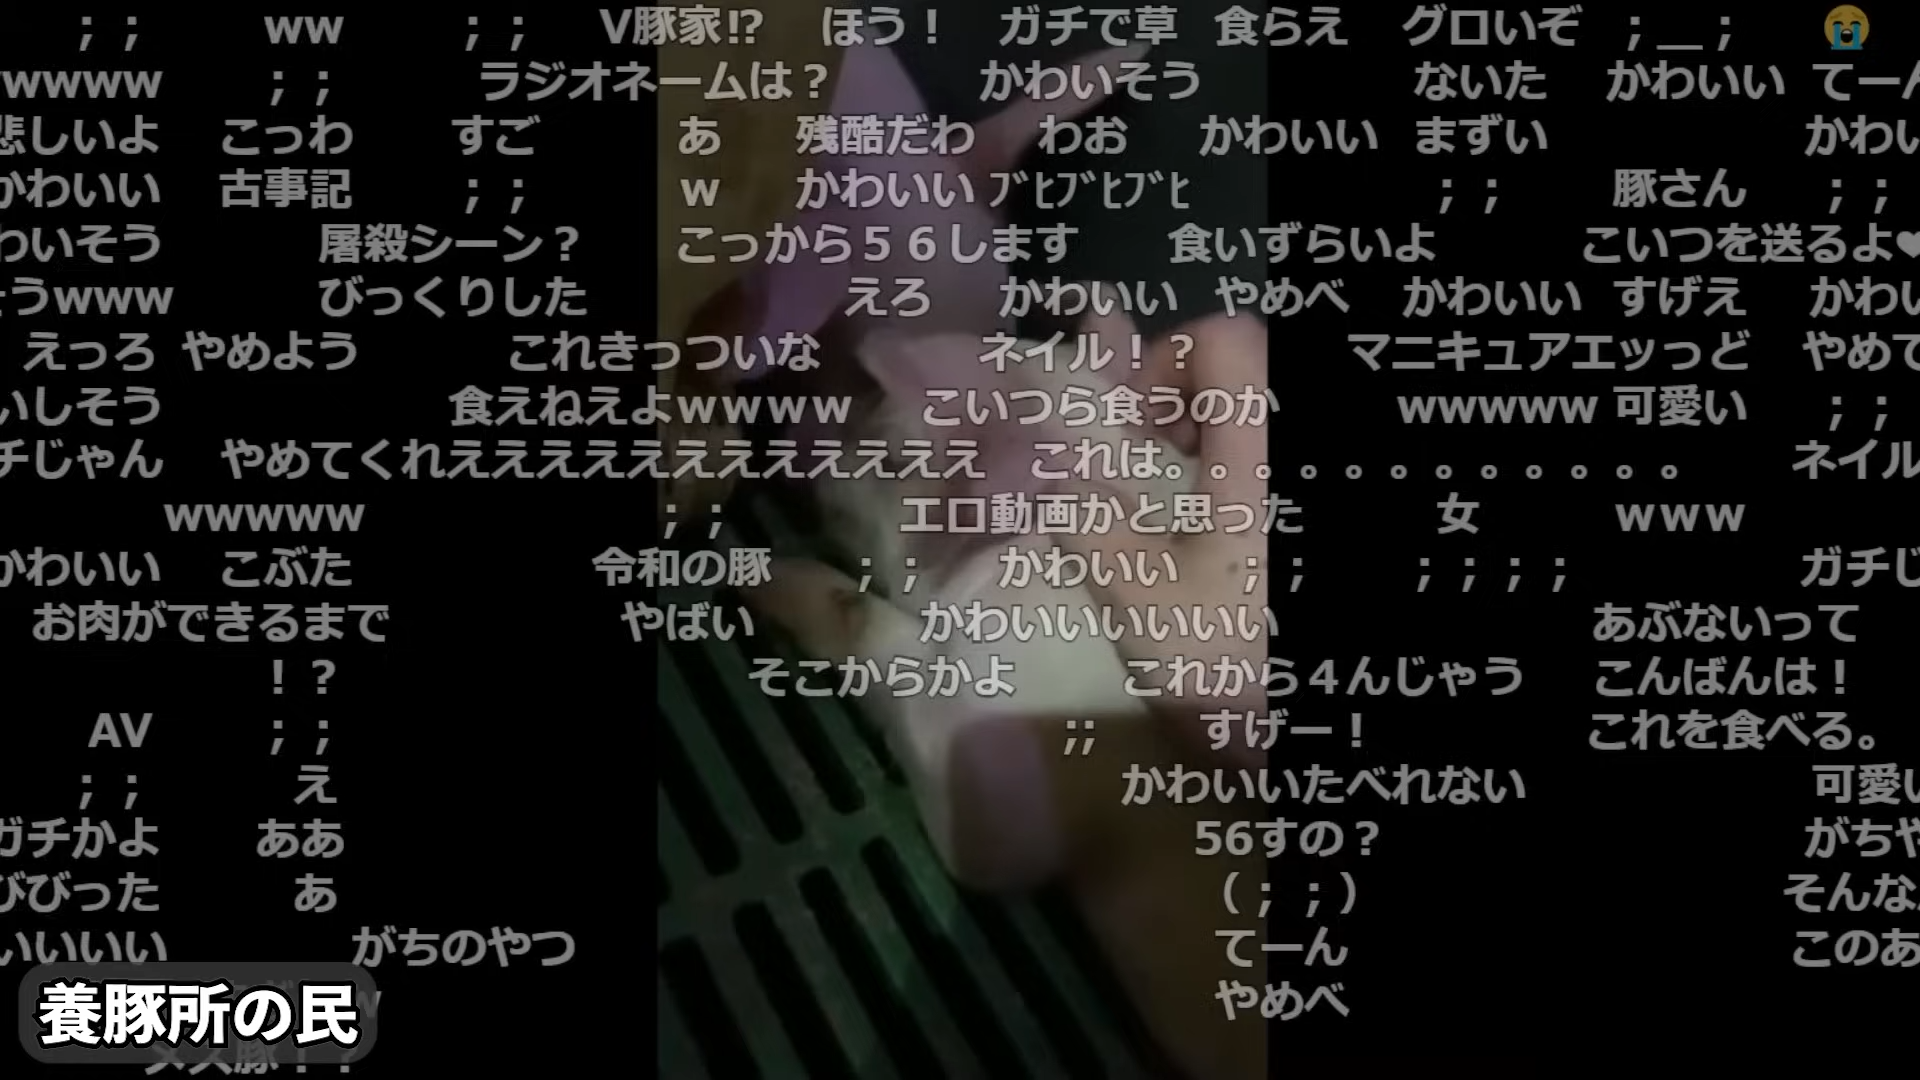 ；； ww ；； V豚家!? ほう！ ガチで草 食らえ グロいぞ ；＿； 😭
wwww ；； ラジオネームは？ かわいそう ないた かわいい てーん
悲しいよ こっわ すご あ 残酷だわ わお かわいい まずい かわい
かわいい 古事記 ；； w かわいい ﾌﾞﾋﾌﾞﾋﾌﾞﾋ ；； 豚さん ；；
わいそう 屠殺シーン？ こっから５６します 食いずらいよ こいつを送るよ❤
そうwww びっくりした えろ かわいい やめべ かわいい すげえ かわい
えっろ やめよう これきっついな ネイル！？ マニキュアエッっど やめて
いしそう 食えねえよwwww こいつら食うのか wwwww 可愛い ；；
チじゃん やめてくれえええええええええええええ これは。。。。。。。。。。。。 ネイル
wwwww ；； エロ動画かと思った 女 www
かわいい こぶた 令和の豚 ；； かわいい ；； ；；；； ガチじ
お肉ができるまで やばい かわいいいいいい あぶないって
！？ そこからかよ これから４んじゃう こんばんは！
AV ；； ;; すげー！ これを食べる。
；； え かわいいたべれない 可愛い
ガチかよ ああ 56すの？ がちや
びびった あ （；；） そんな
いいいい がちのやつ てーん このあ
w やめべ
養豚所の民
メス豚！？